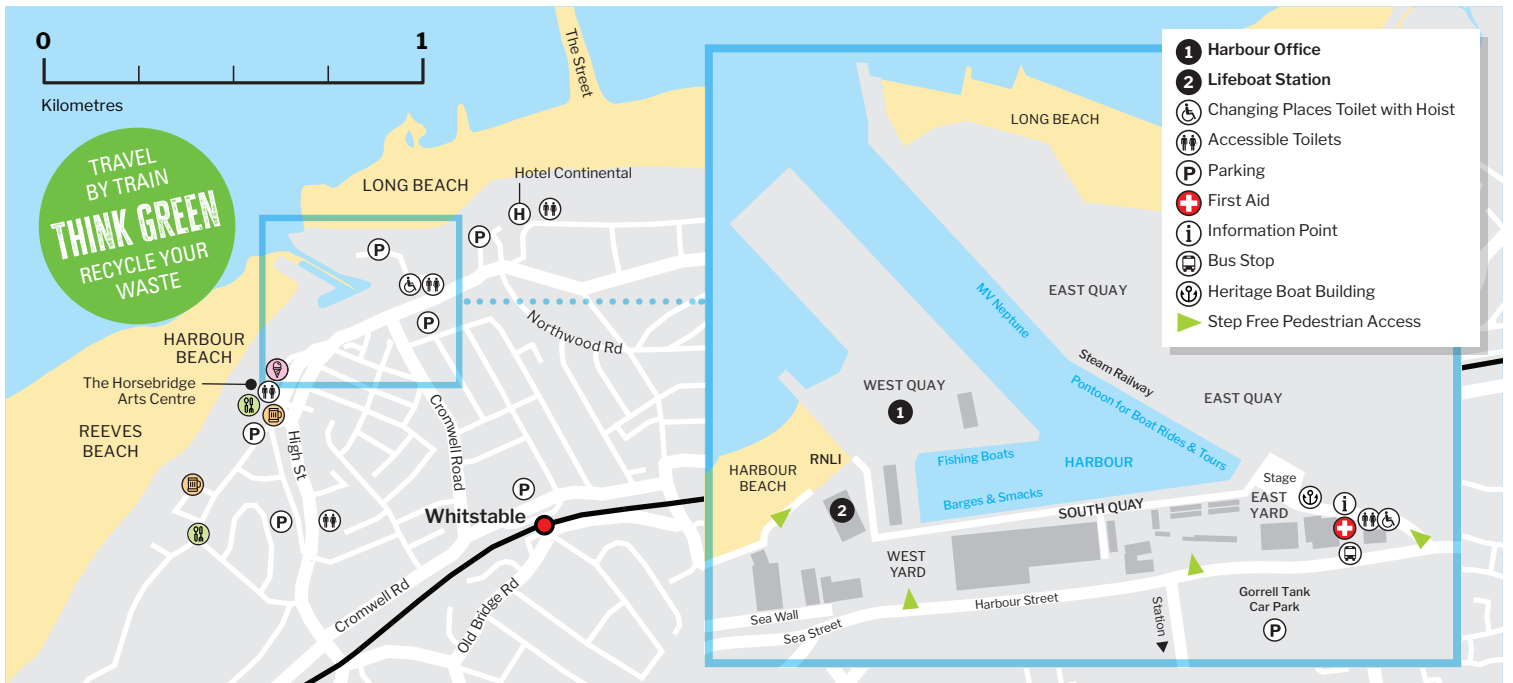 0
1
Kilometres
TRAVEL
BY TRAIN
THINK GREEN
RECYCLE YOUR
WASTE
The Street
LONG BEACH
Hotel Continental
H
P
P
P
Northwood Rd
HARBOUR
BEACH
The Horsebridge
Arts Centre
REEVES
BEACH
P
High St
Cromwell Road
P
P
Whitstable
Cromwell Rd
Old Bridge Rd
LONG BEACH
MV Neptune
EAST QUAY
Steam Railway
Pontoon for Boat Rides & Tours
EAST QUAY
WEST QUAY
1
RNLI
HARBOUR
BEACH
Fishing Boats
HARBOUR
Barges & Smacks
2
SOUTH QUAY
Stage
EAST
YARD
i
WEST
YARD
Harbour Street
Sea Wall
Sea Street
Station
Gorrell Tank
Car Park
P
1 Harbour Office
2 Lifeboat Station
Changing Places Toilet with Hoist
Accessible Toilets
P Parking
First Aid
i Information Point
Bus Stop
Heritage Boat Building
Step Free Pedestrian Access